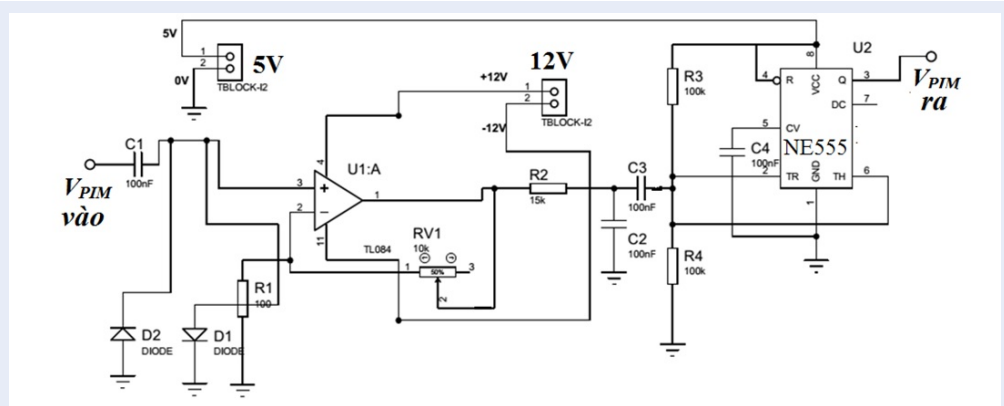 5V
1
2
5V
0V
TBLOCK-I2
12V
+12V
1
2
-12V
TBLOCK-I2
U2
R3
100k
4
R
8
VCC
Q
3
V_PIM
ra
DC
7
5
CV
C4
100nF
NE555
2
TR
GND
TH
6
1
C1
100nF
V_PIM
vào
U1:A
4
3
+
2
−
1
11
TL084
R2
15k
C3
100nF
C2
100nF
RV1
10k
1
50%
3
2
R1
100
R4
100k
D2
DIODE
D1
DIODE